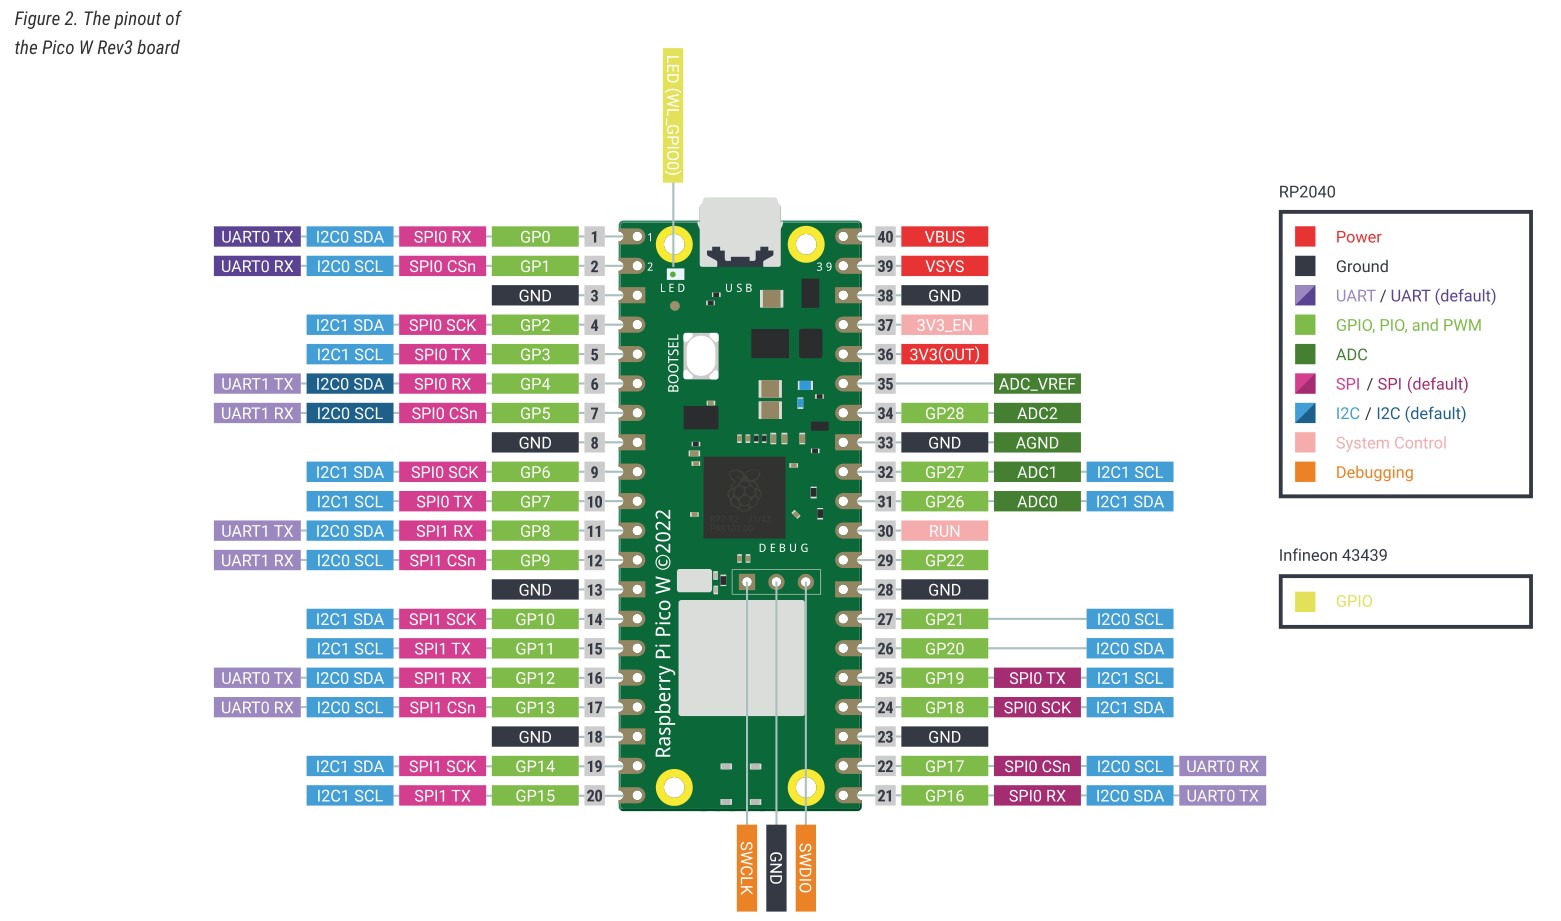 Figure 2. The pinout of
the Pico W Rev3 board
LED (WL_GPIO0)
UART0 TX I2C0 SDA SPI0 RX GP0 1 1 40 VBUS
UART0 RX I2C0 SCL SPI0 CSn GP1 2 2 39 39 VSYS
LED USB
GND 3 38 GND
I2C1 SDA SPI0 SCK GP2 4 37 3V3_EN
I2C1 SCL SPI0 TX GP3 5 36 3V3(OUT)
BOOTSEL
UART1 TX I2C0 SDA SPI0 RX GP4 6 35 ADC_VREF
UART1 RX I2C0 SCL SPI0 CSn GP5 7 34 GP28 ADC2
GND 8 33 GND AGND
I2C1 SDA SPI0 SCK GP6 9 32 GP27 ADC1 I2C1 SCL
I2C1 SCL SPI0 TX GP7 10 31 GP26 ADC0 I2C1 SDA
UART1 TX I2C0 SDA SPI1 RX GP8 11 30 RUN
DEBUG
UART1 RX I2C0 SCL SPI1 CSn GP9 12 29 GP22
GND 13 28 GND
I2C1 SDA SPI1 SCK GP10 14 27 GP21 I2C0 SCL
I2C1 SCL SPI1 TX GP11 15 26 GP20 I2C0 SDA
Raspberry Pi Pico W ©2022
UART0 TX I2C0 SDA SPI1 RX GP12 16 25 GP19 SPI0 TX I2C1 SCL
UART0 RX I2C0 SCL SPI1 CSn GP13 17 24 GP18 SPI0 SCK I2C1 SDA
GND 18 23 GND
I2C1 SDA SPI1 SCK GP14 19 22 GP17 SPI0 CSn I2C0 SCL UART0 RX
I2C1 SCL SPI1 TX GP15 20 21 GP16 SPI0 RX I2C0 SDA UART0 TX
SWCLK
GND
SWDIO
RP2040
Power
Ground
UART / UART (default)
GPIO, PIO, and PWM
ADC
SPI / SPI (default)
I2C / I2C (default)
System Control
Debugging
Infineon 43439
GPIO